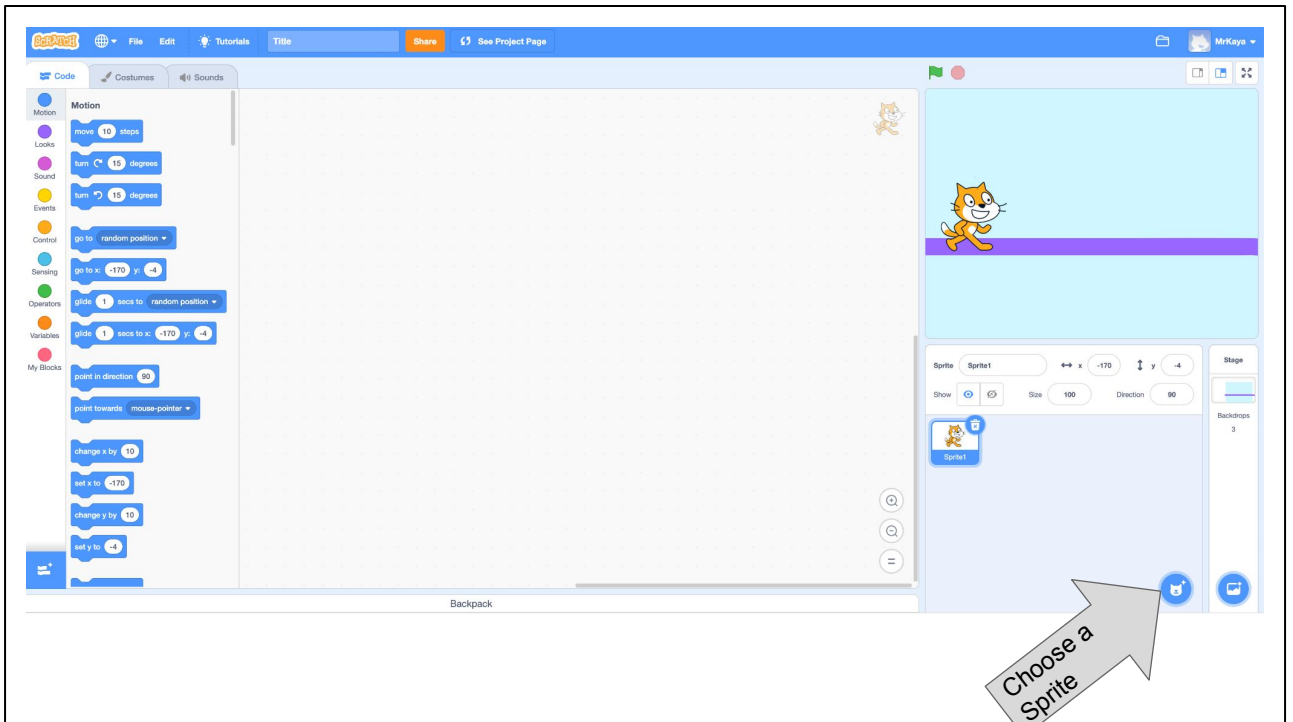 SCRATCH File Edit Tutorials Title Share See Project Page MrKaya
Code Costumes Sounds
Motion
Looks
Sound
Events
Control
Sensing
Operators
Variables
My Blocks
Motion
move 10 steps
turn 15 degrees
turn 15 degrees
go to random position
go to x: -170 y: -4
glide 1 secs to random position
glide 1 secs to x: -170 y: -4
point in direction 90
point towards mouse-pointer
change x by 10
set x to -170
change y by 10
set y to -4
Backpack
Sprite Sprite1 x -170 y -4
Show Size 100 Direction 90
Sprite1
Stage
Backdrops
3
Choose a
Sprite